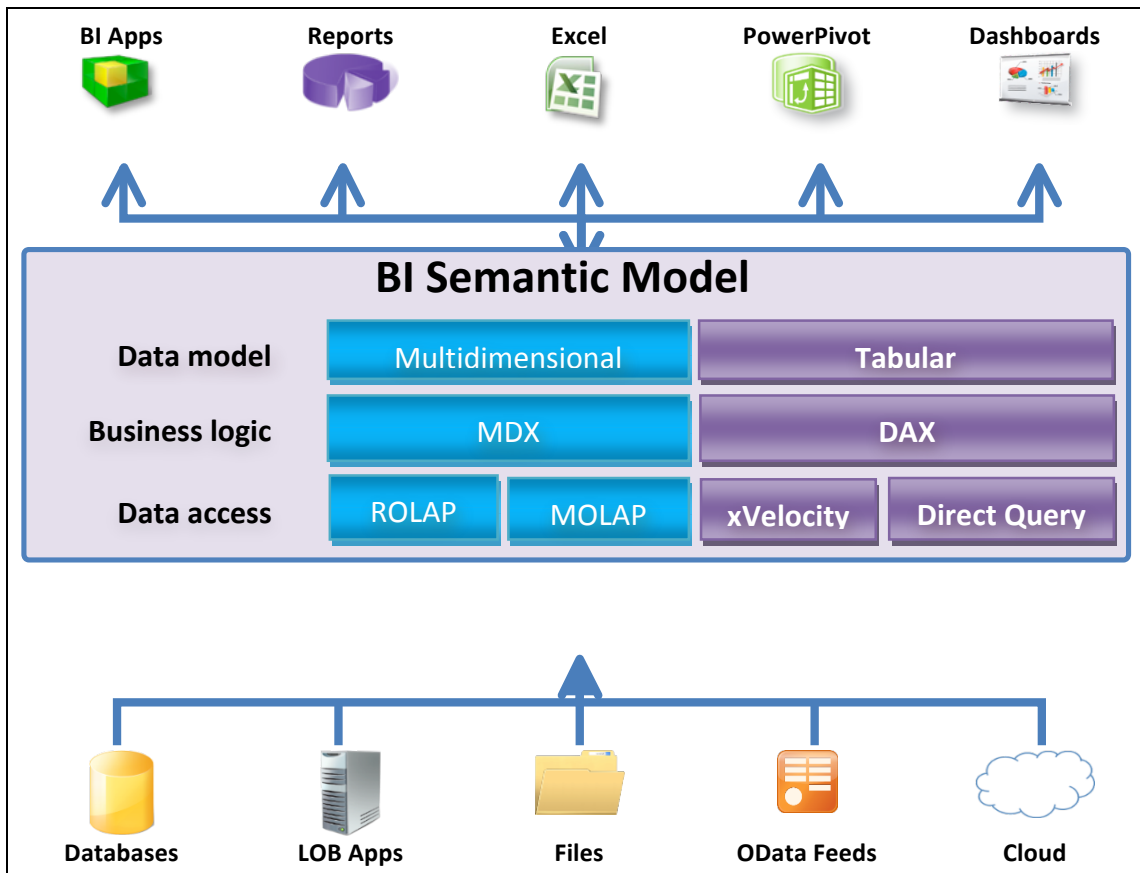 BI Apps
Reports
Excel
PowerPivot
Dashboards
BI Semantic Model
Data model
Multidimensional
Tabular
Business logic
MDX
DAX
Data access
ROLAP
MOLAP
xVelocity
Direct Query
Databases
LOB Apps
Files
OData Feeds
Cloud